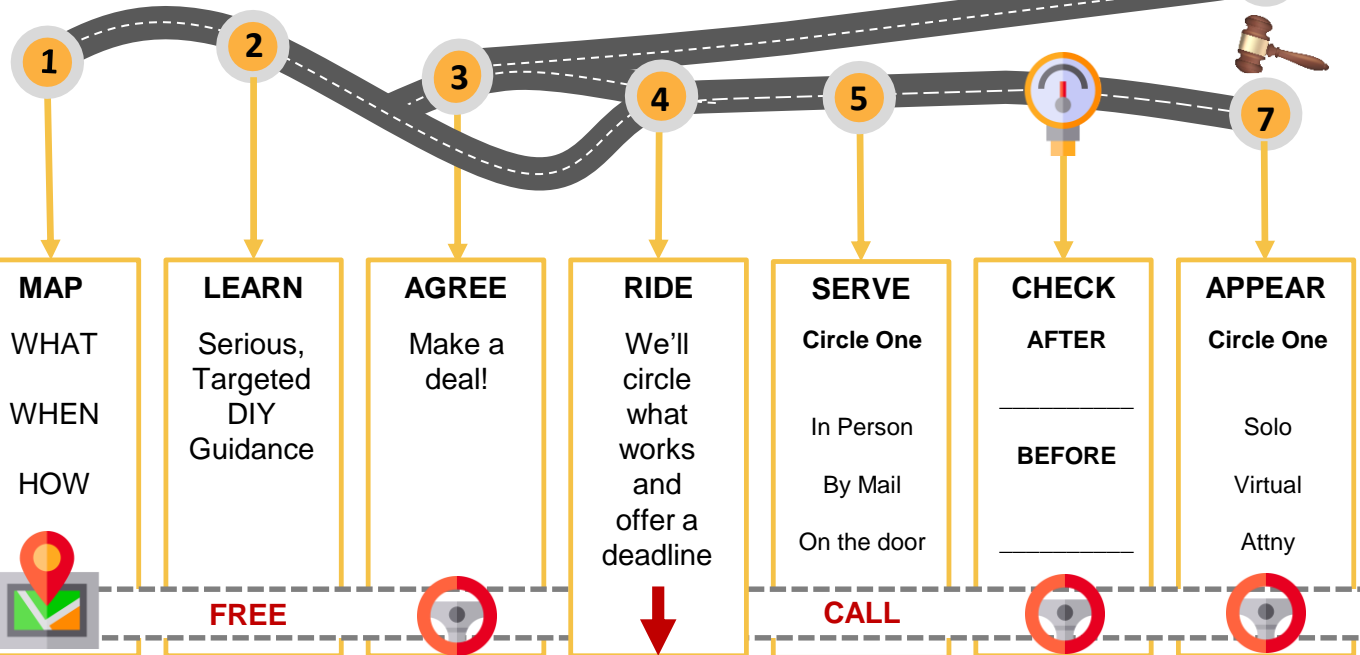 1
2
3
4
5
7
MAP
WHAT
WHEN
HOW
LEARN
Serious,
Targeted
DIY
Guidance
AGREE
Make a
deal!
RIDE
We’ll
circle
what
works
and
offer a
deadline
SERVE
Circle One
In Person
By Mail
On the door
CHECK
AFTER
__________
BEFORE
__________
APPEAR
Circle One
Solo
Virtual
Attny
FREE
CALL